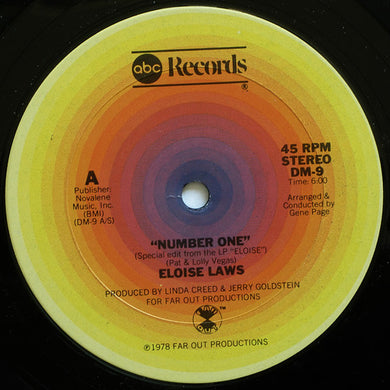 abc Records
®
A
Publisher:
Novalene
Music, Inc.
(BMI)
(DM-9 A/S)
45 RPM
STEREO
DM-9
Time: 6:00
Arranged &
Conducted by
Gene Page
"NUMBER ONE"
(Special edit from the LP "ELOISE")
(Pat & Lolly Vegas)
ELOISE LAWS
PRODUCED BY LINDA CREED & JERRY GOLDSTEIN
FOR FAR OUT PRODUCTIONS
TM
℗1978 FAR OUT PRODUCTIONS